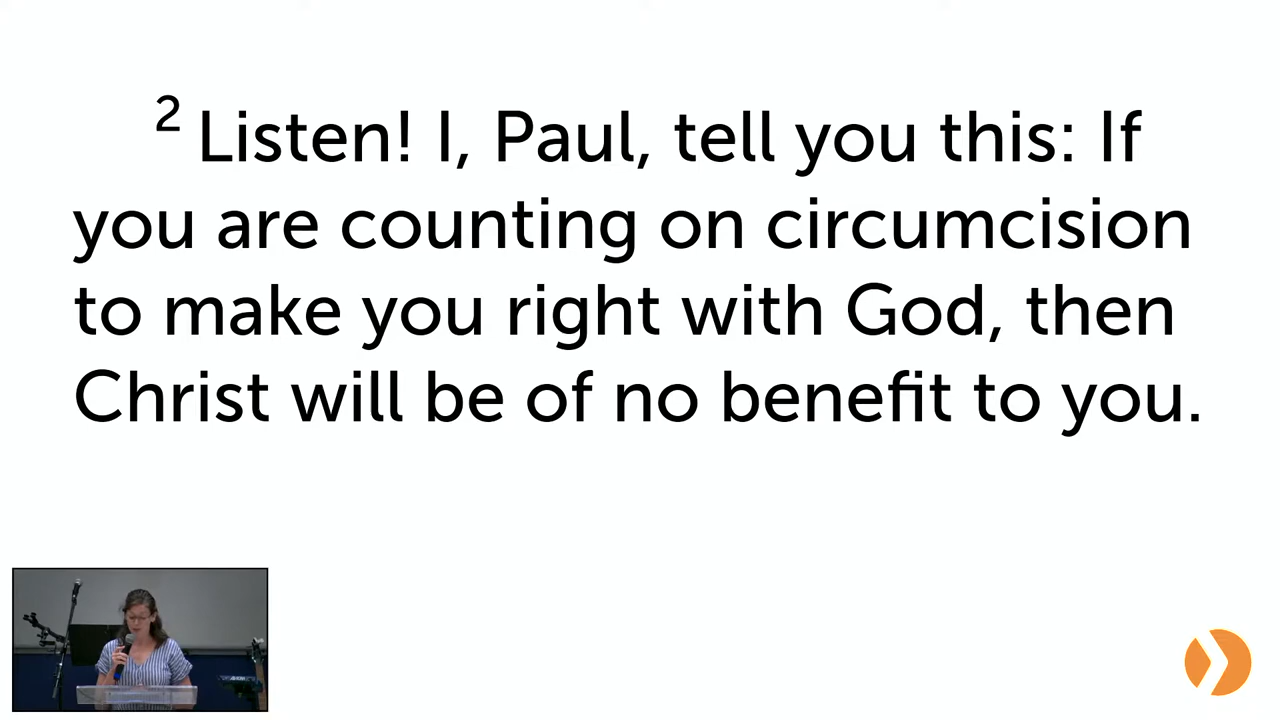 2 Listen! I, Paul, tell you this: If
you are counting on circumcision
to make you right with God, then
Christ will be of no benefit to you.